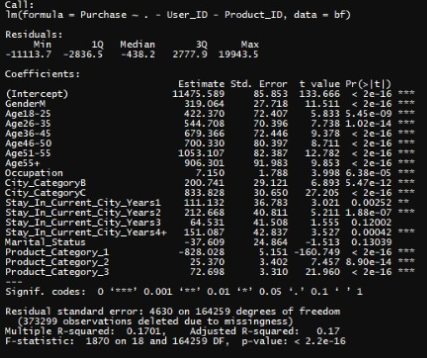 Call:
lm(formula = Purchase ~ . - User_ID - Product_ID, data = bf)
Residuals:
Min 1Q Median 3Q Max
-11113.7 -2836.5 -438.2 2777.9 19943.5
Coefficients:
Estimate Std. Error t value Pr(>|t|)
(Intercept) 11475.589 85.853 133.666 < 2e-16 ***
GenderM 319.064 27.718 11.511 < 2e-16 ***
Age18-25 422.370 72.407 5.833 5.45e-09 ***
Age26-35 544.708 70.396 7.738 1.02e-14 ***
Age36-45 679.366 72.446 9.378 < 2e-16 ***
Age46-50 700.330 80.397 8.711 < 2e-16 ***
Age51-55 1053.107 82.387 12.782 < 2e-16 ***
Age55+ 906.301 91.983 9.853 < 2e-16 ***
Occupation 7.150 1.788 3.998 6.38e-05 ***
City_CategoryB 200.741 29.121 6.893 5.47e-12 ***
City_CategoryC 833.828 30.650 27.205 < 2e-16 ***
Stay_In_Current_City_Years1 111.132 36.783 3.021 0.00252 **
Stay_In_Current_City_Years2 212.668 40.811 5.211 1.88e-07 ***
Stay_In_Current_City_Years3 64.531 41.508 1.555 0.12002
Stay_In_Current_City_Years4+ 151.087 42.837 3.527 0.00042 ***
Marital_Status -37.609 24.864 -1.513 0.13039
Product_Category_1 -828.028 5.151 -160.749 < 2e-16 ***
Product_Category_2 25.370 3.402 7.457 8.90e-14 ***
Product_Category_3 72.698 3.310 21.960 < 2e-16 ***
---
Signif. codes: 0 ‘***’ 0.001 ‘**’ 0.01 ‘*’ 0.05 ‘.’ 0.1 ‘ ’ 1
Residual standard error: 4630 on 164259 degrees of freedom
(373299 observations deleted due to missingness)
Multiple R-squared: 0.1701, Adjusted R-squared: 0.17
F-statistic: 1870 on 18 and 164259 DF, p-value: < 2.2e-16